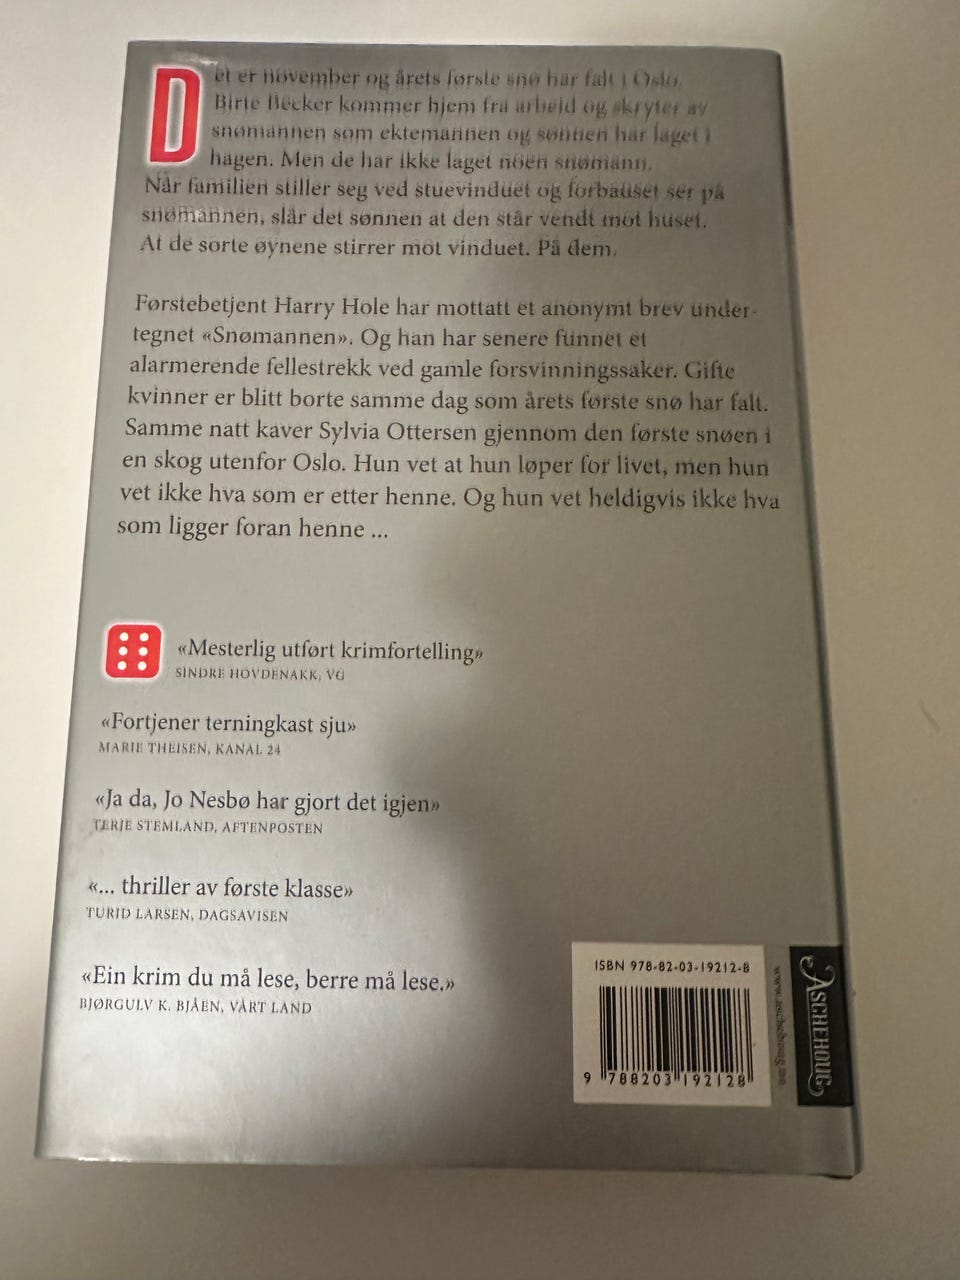 Det er november og årets første snø har falt i Oslo.
Birte Becker kommer hjem fra arbeid og skryter av
snømannen som ektemannen og sønnen har laget i
hagen. Men de har ikke laget noen snømann.
Når familien stiller seg ved stuevinduet og forbauset ser på
snømannen, slår det sønnen at den står vendt mot huset.
At de sorte øynene stirrer mot vinduet. På dem.
Førstebetjent Harry Hole har mottatt et anonymt brev under-
tegnet «Snømannen». Og han har senere funnet et
alarmerende fellestrekk ved gamle forsvinningssaker. Gifte
kvinner er blitt borte samme dag som årets første snø har falt.
Samme natt kaver Sylvia Ottersen gjennom den første snøen i
en skog utenfor Oslo. Hun vet at hun løper for livet, men hun
vet ikke hva som er etter henne. Og hun vet heldigvis ikke hva
som ligger foran henne ...
«Mesterlig utført krimfortelling»
SINDRE HOVDENAKK, VG
«Fortjener terningkast sju»
MARIE THEISEN, KANAL 24
«Ja da, Jo Nesbø har gjort det igjen»
TERJE STEMLAND, AFTENPOSTEN
«... thriller av første klasse»
TURID LARSEN, DAGSAVISEN
«Ein krim du må lese, berre må lese.»
BJØRGULV K. BJÅEN, VÅRT LAND
ISBN 978-82-03-19212-8
9 788203 192128
www.aschehoug.no
ASCHEHOUG